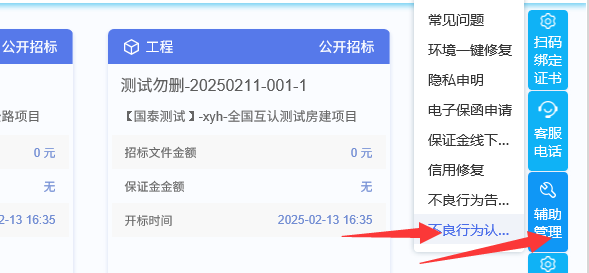 公开招标
路项目
0 元
无
-13 16:35
工程
公开招标
测试勿删-20250211-001-1
【国泰测试】-xyh-全国互认测试房建项目
招标文件金额
0 元
保证金金额
无
开标时间
2025-02-13 16:35
常见问题
环境一键修复
隐私申明
电子保函申请
保证金线下...
信用修复
不良行为告...
不良行为认...
扫码
绑定
证书
客服
电话
辅助
管理